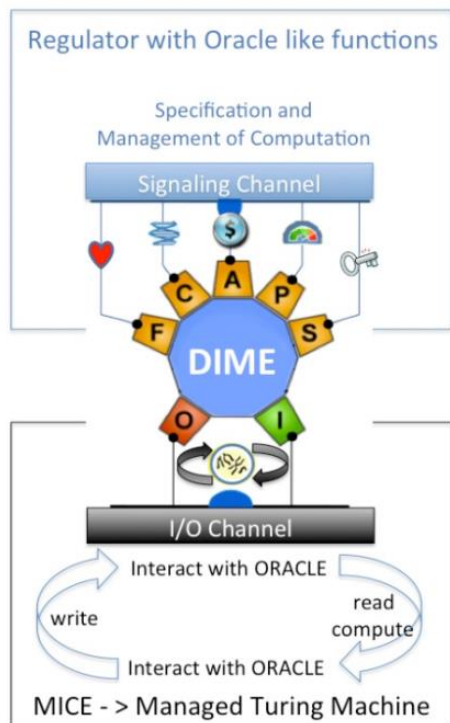 Regulator with Oracle like functions
Specification and
Management of Computation
Signaling Channel
$
F
C
A
P
S
DIME
O
I
I/O Channel
Interact with ORACLE
write
read
compute
Interact with ORACLE
MICE - > Managed Turing Machine